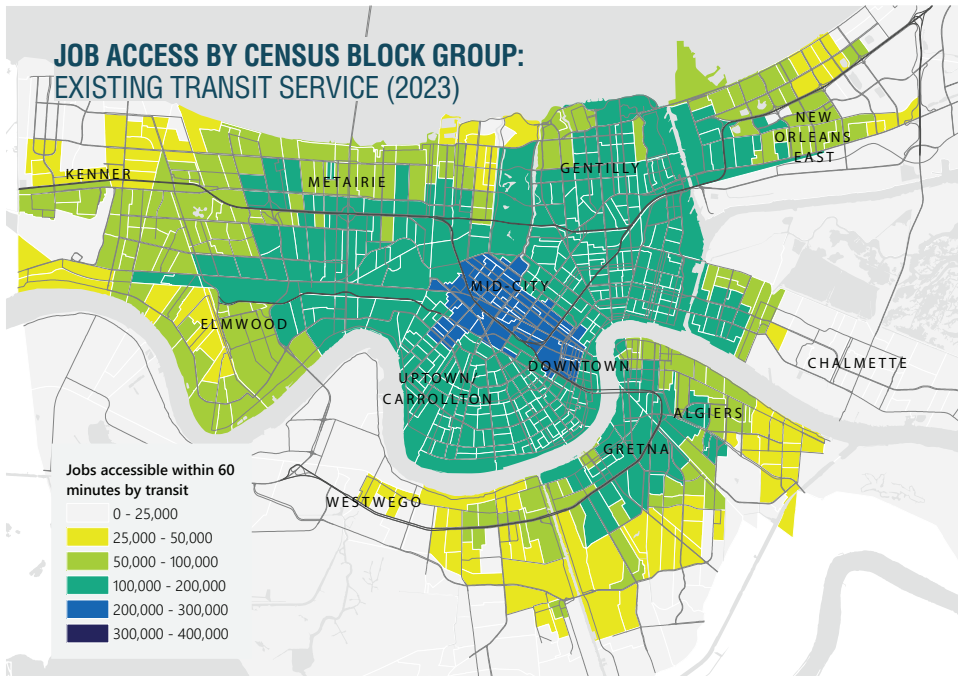 JOB ACCESS BY CENSUS BLOCK GROUP:
EXISTING TRANSIT SERVICE (2023)
NEW
ORLEANS
EAST
KENNER
METAIRIE
GENTILLY
MID-CITY
ELMWOOD
DOWNTOWN
CHALMETTE
UPTOWN/
CARROLLTON
ALGIERS
GRETNA
WESTWEGO
Jobs accessible within 60
minutes by transit
0 - 25,000
25,000 - 50,000
50,000 - 100,000
100,000 - 200,000
200,000 - 300,000
300,000 - 400,000